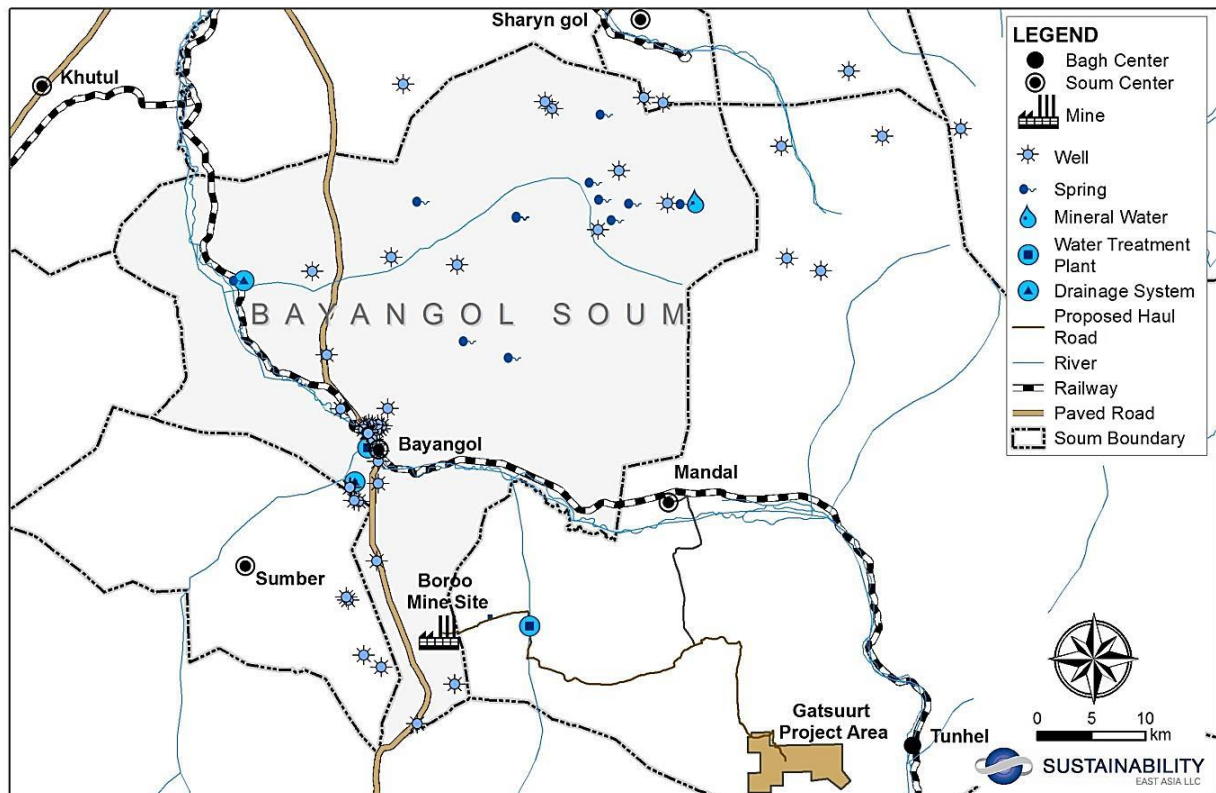 Sharyn gol
Khutul
BAYANGOL SOUM
Bayangol
Mandal
Sumber
Boroo
Mine Site
Gatsuurt
Project Area
Tunhel
LEGEND
Bagh Center
Soum Center
Mine
Well
Spring
Mineral Water
Water Treatment
Plant
Drainage System
Proposed Haul
Road
River
Railway
Paved Road
Soum Boundary
0 5 10
km
SUSTAINABILITY
EAST ASIA LLC